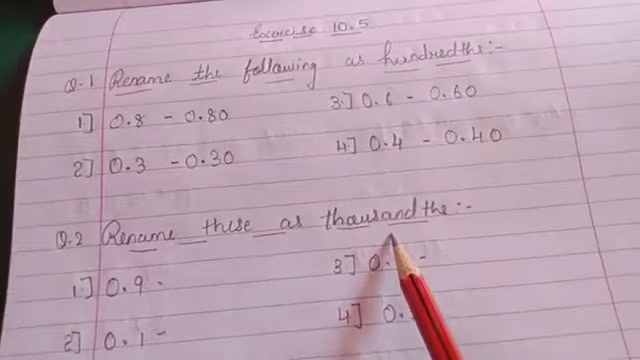 Exercise 10.5
Q.1 Rename the following as hundredths:-
1] 0.8 - 0.80
3.] 0.6 - 0.60
2] 0.3 - 0.30
4.] 0.4 - 0.40
Q.2 Rename these as thousandths:-
1.] 0.9 -
3] 0. -
2] 0.1 -
4] 0.